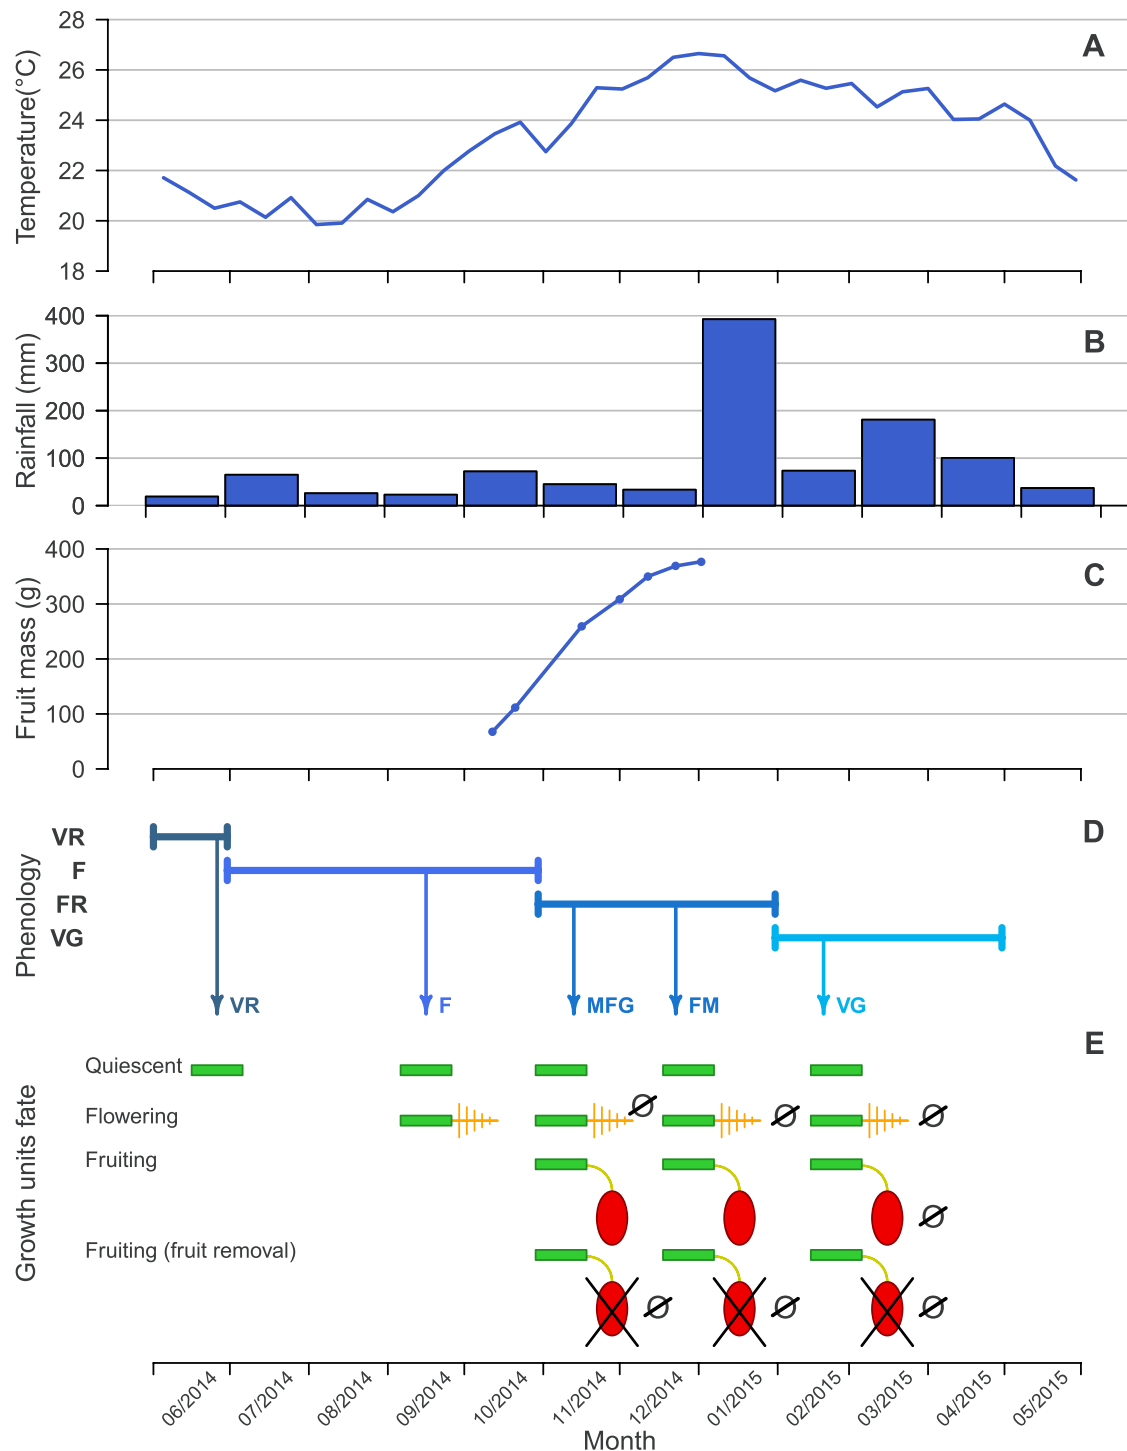 A
Temperature(°C)
28
26
24
22
20
18
B
Rainfall (mm)
400
300
200
100
0
C
Fruit mass (g)
400
300
200
100
0
D
Phenology
VR
F
FR
VG
VR F MFG FM VG
E
Growth units fate
Quiescent
Flowering
Ø Ø Ø
Fruiting
Ø
Fruiting (fruit removal)
Ø Ø Ø
06/2014 07/2014 08/2014 09/2014 10/2014 11/2014 12/2014 01/2015 02/2015 03/2015 04/2015 05/2015
Month